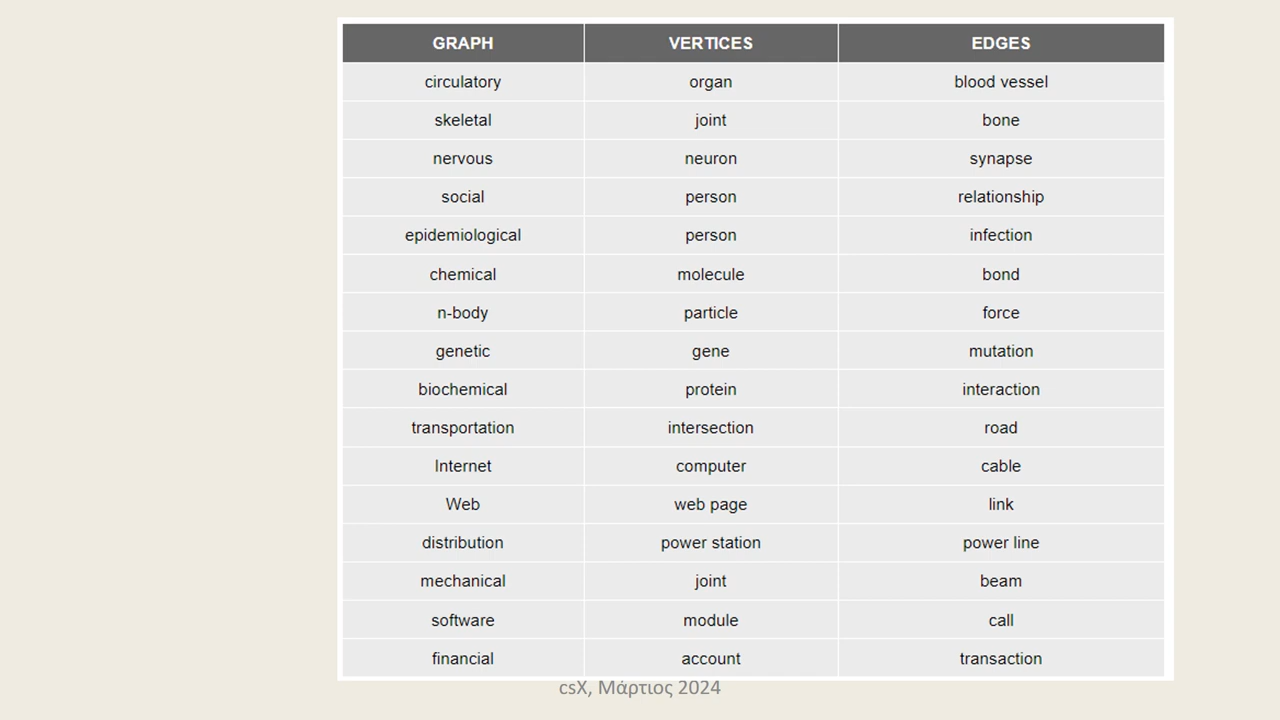 GRAPH VERTICES EDGES
circulatory organ blood vessel
skeletal joint bone
nervous neuron synapse
social person relationship
epidemiological person infection
chemical molecule bond
n-body particle force
genetic gene mutation
biochemical protein interaction
transportation intersection road
Internet computer cable
Web web page link
distribution power station power line
mechanical joint beam
software module call
financial account transaction
csX, Μάρτιος 2024